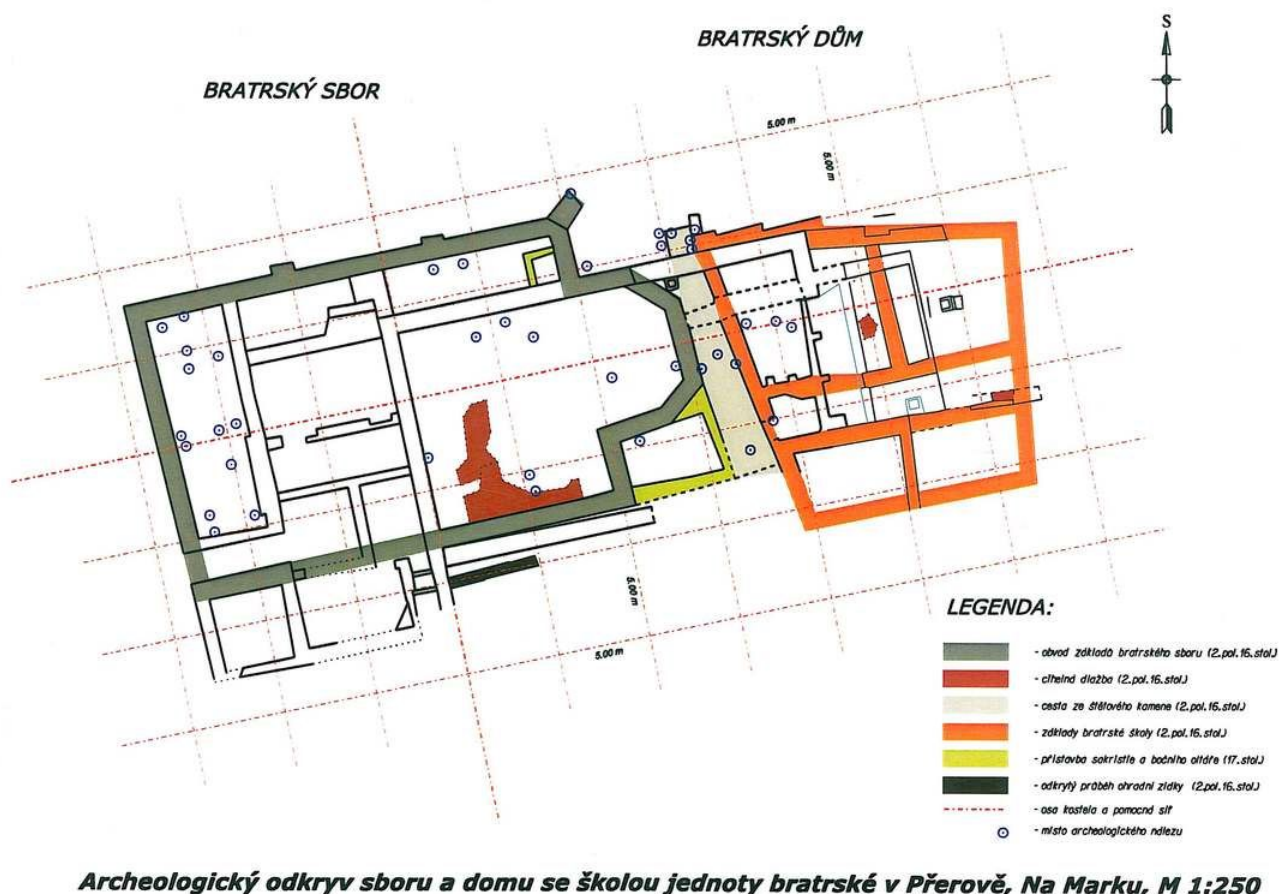 BRATRSKÝ DŮM
S
BRATRSKÝ SBOR
5.00 m
5.00 m
5.00 m
5.00 m
LEGENDA:
- obvod základů bratrského sboru (2.pol.16.stol.)
- cihelná dlažba (2.pol.16.stol.)
- cesta ze štětového kamene (2.pol.16.stol.)
- základy bratrské školy (2.pol.16.stol.)
- přístavba sakristie a bočního oltáře (17.stol.)
- odkrytý průběh ohradní zídky (2.pol.16.stol.)
- osa kostela a pomocná síť
- místo archeologického nálezu
Archeologický odkryv sboru a domu se školou jednoty bratrské v Přerově, Na Marku, M 1:250